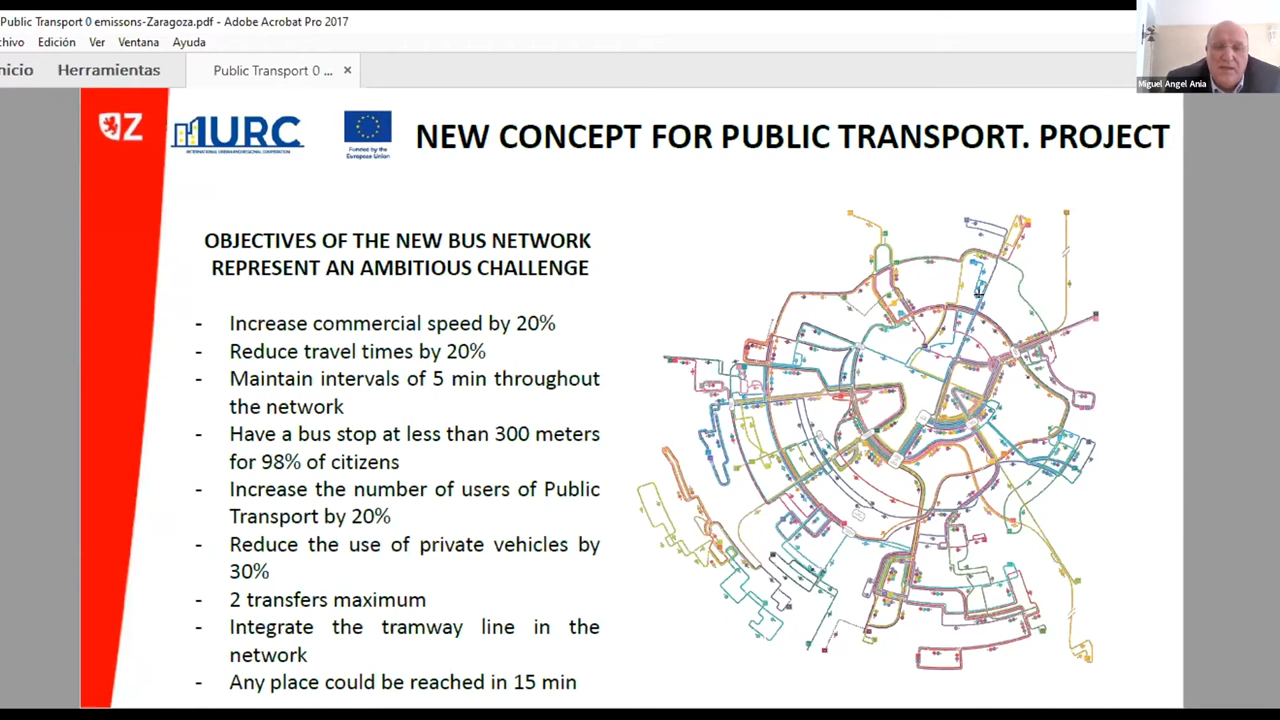 Public Transport 0 emissons-Zaragoza.pdf - Adobe Acrobat Pro 2017
chivo Edición Ver Ventana Ayuda
nicio Herramientas Public Transport 0 ... ×
Miguel Angel Ania
Z
IURC
INTERNATIONAL URBAN AND REGIONAL COOPERATION
Funded by the
European Union
NEW CONCEPT FOR PUBLIC TRANSPORT. PROJECT
OBJECTIVES OF THE NEW BUS NETWORK
REPRESENT AN AMBITIOUS CHALLENGE
- Increase commercial speed by 20%
- Reduce travel times by 20%
- Maintain intervals of 5 min throughout
the network
- Have a bus stop at less than 300 meters
for 98% of citizens
- Increase the number of users of Public
Transport by 20%
- Reduce the use of private vehicles by
30%
- 2 transfers maximum
- Integrate the tramway line in the
network
- Any place could be reached in 15 min